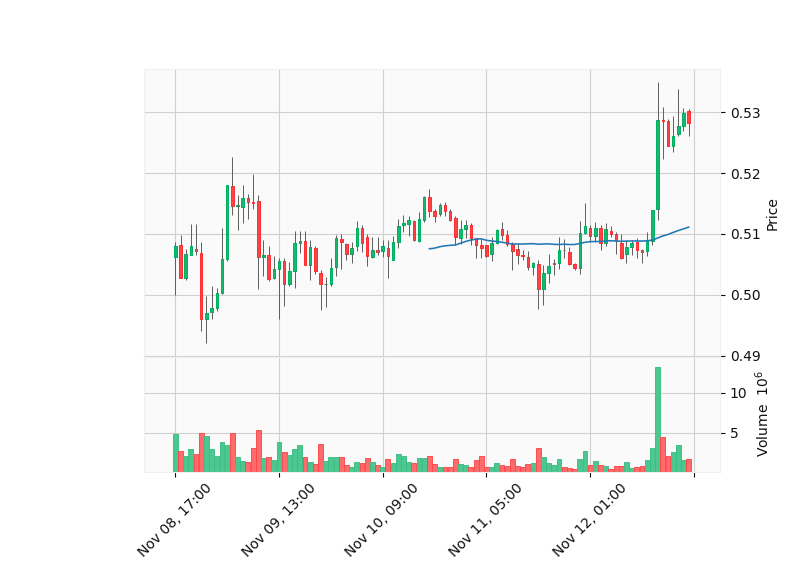 0.53
0.52
0.51
0.50
0.49
Price
10
5
Volume 10^6
Nov 08, 17:00
Nov 09, 13:00
Nov 10, 09:00
Nov 11, 05:00
Nov 12, 01:00